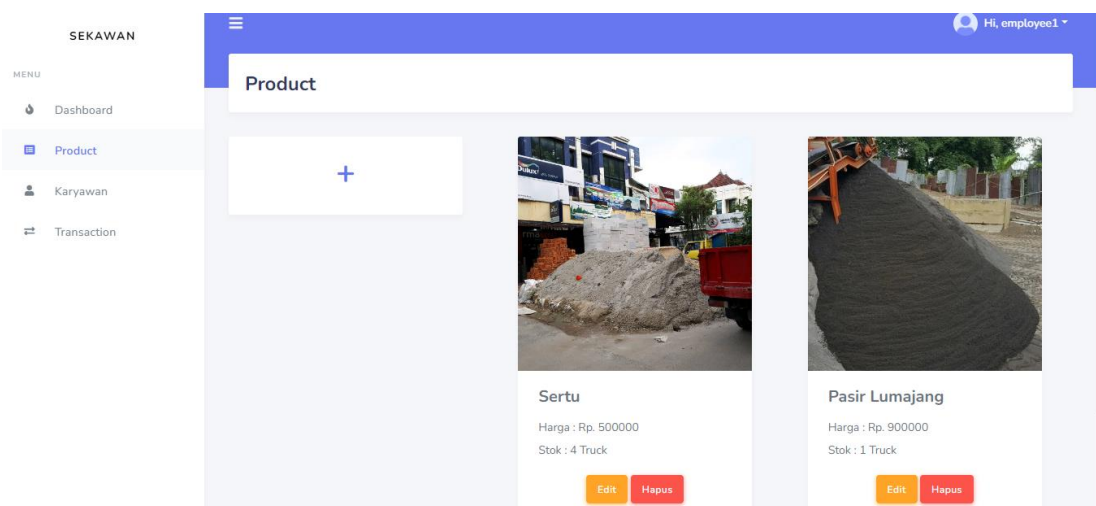 SEKAWAN
Hi, employee1
MENU
Product
Dashboard
Product
Karyawan
Transaction
+
Dulux
Sertu
Harga : Rp. 500000
Stok : 4 Truck
Edit Hapus
Pasir Lumajang
Harga : Rp. 900000
Stok : 1 Truck
Edit Hapus